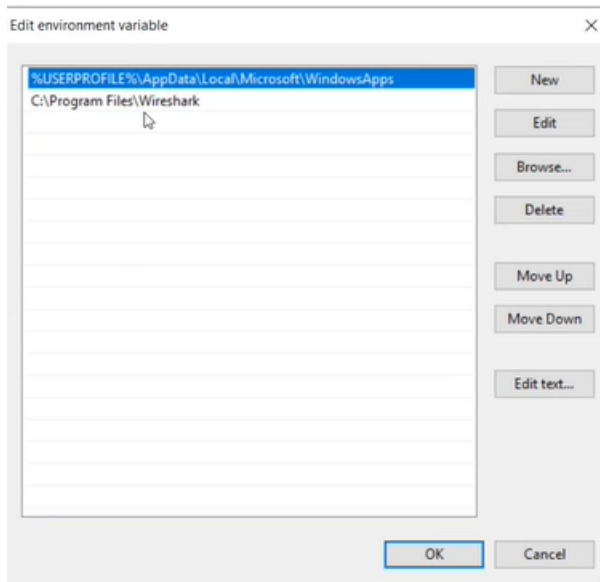 Edit environment variable
%USERPROFILE%\AppData\Local\Microsoft\WindowsApps
C:\Program Files\Wireshark
New
Edit
Browse...
Delete
Move Up
Move Down
Edit text...
OK
Cancel